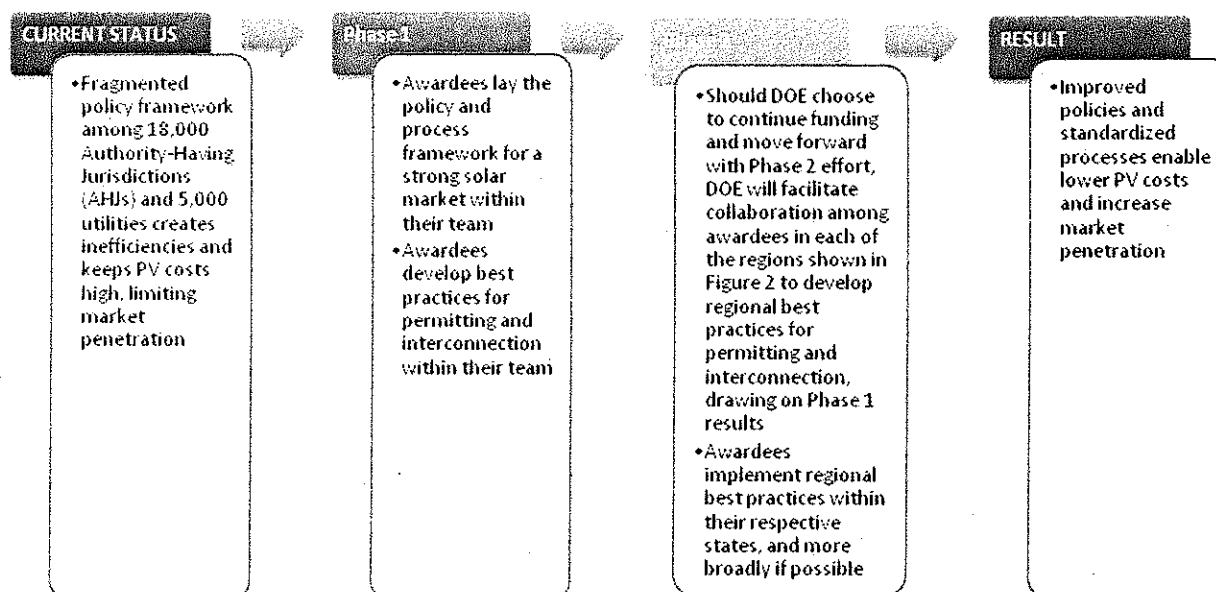 CURRENT STATUS
•Fragmented
policy framework
among 18,000
Authority-Having
Jurisdictions
(AHJs) and 5,000
utilities creates
inefficiencies and
keeps PV costs
high, limiting
market
penetration
Phase 1
•Awardees lay the
policy and
process
framework for a
strong solar
market within
their team
•Awardees
develop best
practices for
permitting and
interconnection
within their team
•Should DOE choose
to continue funding
and move forward
with Phase 2 effort,
DOE will facilitate
collaboration among
awardees in each of
the regions shown in
Figure 2 to develop
regional best
practices for
permitting and
interconnection,
drawing on Phase 1
results
•Awardees
implement regional
best practices within
their respective
states, and more
broadly if possible
RESULT
•Improved
policies and
standardized
processes enable
lower PV costs
and increase
market
penetration